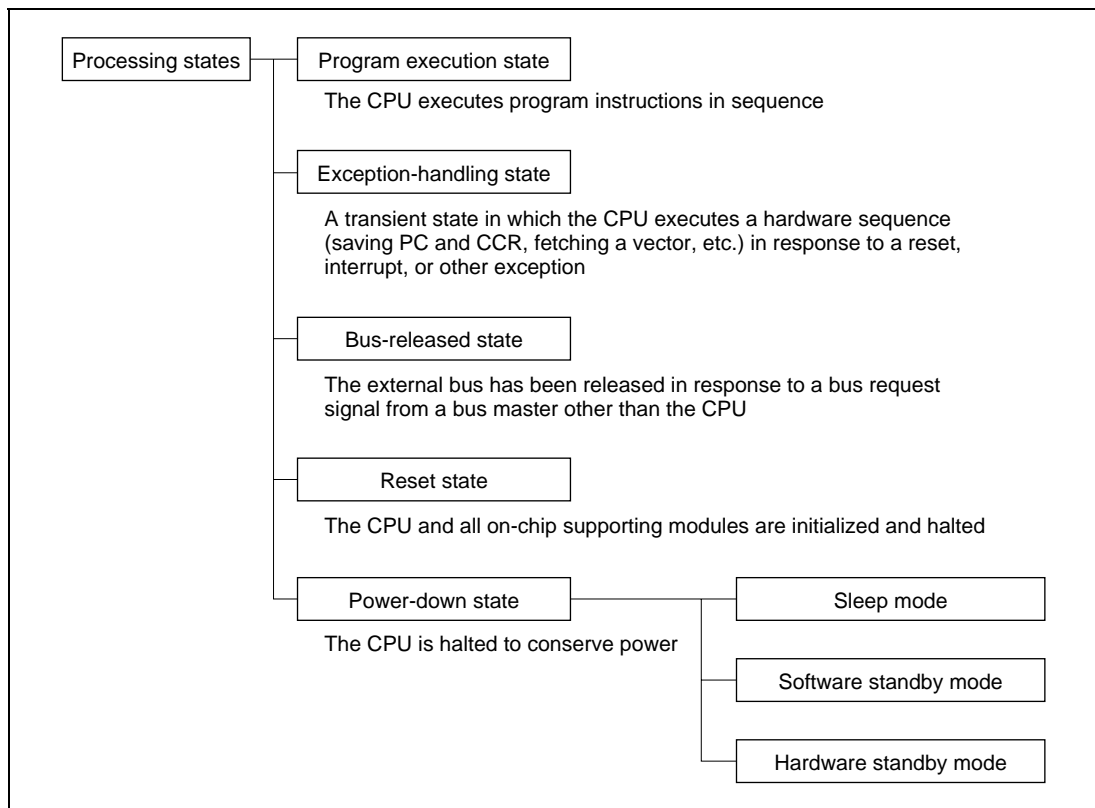 Processing states
Program execution state
The CPU executes program instructions in sequence
Exception-handling state
A transient state in which the CPU executes a hardware sequence
(saving PC and CCR, fetching a vector, etc.) in response to a reset,
interrupt, or other exception
Bus-released state
The external bus has been released in response to a bus request
signal from a bus master other than the CPU
Reset state
The CPU and all on-chip supporting modules are initialized and halted
Power-down state
The CPU is halted to conserve power
Sleep mode
Software standby mode
Hardware standby mode